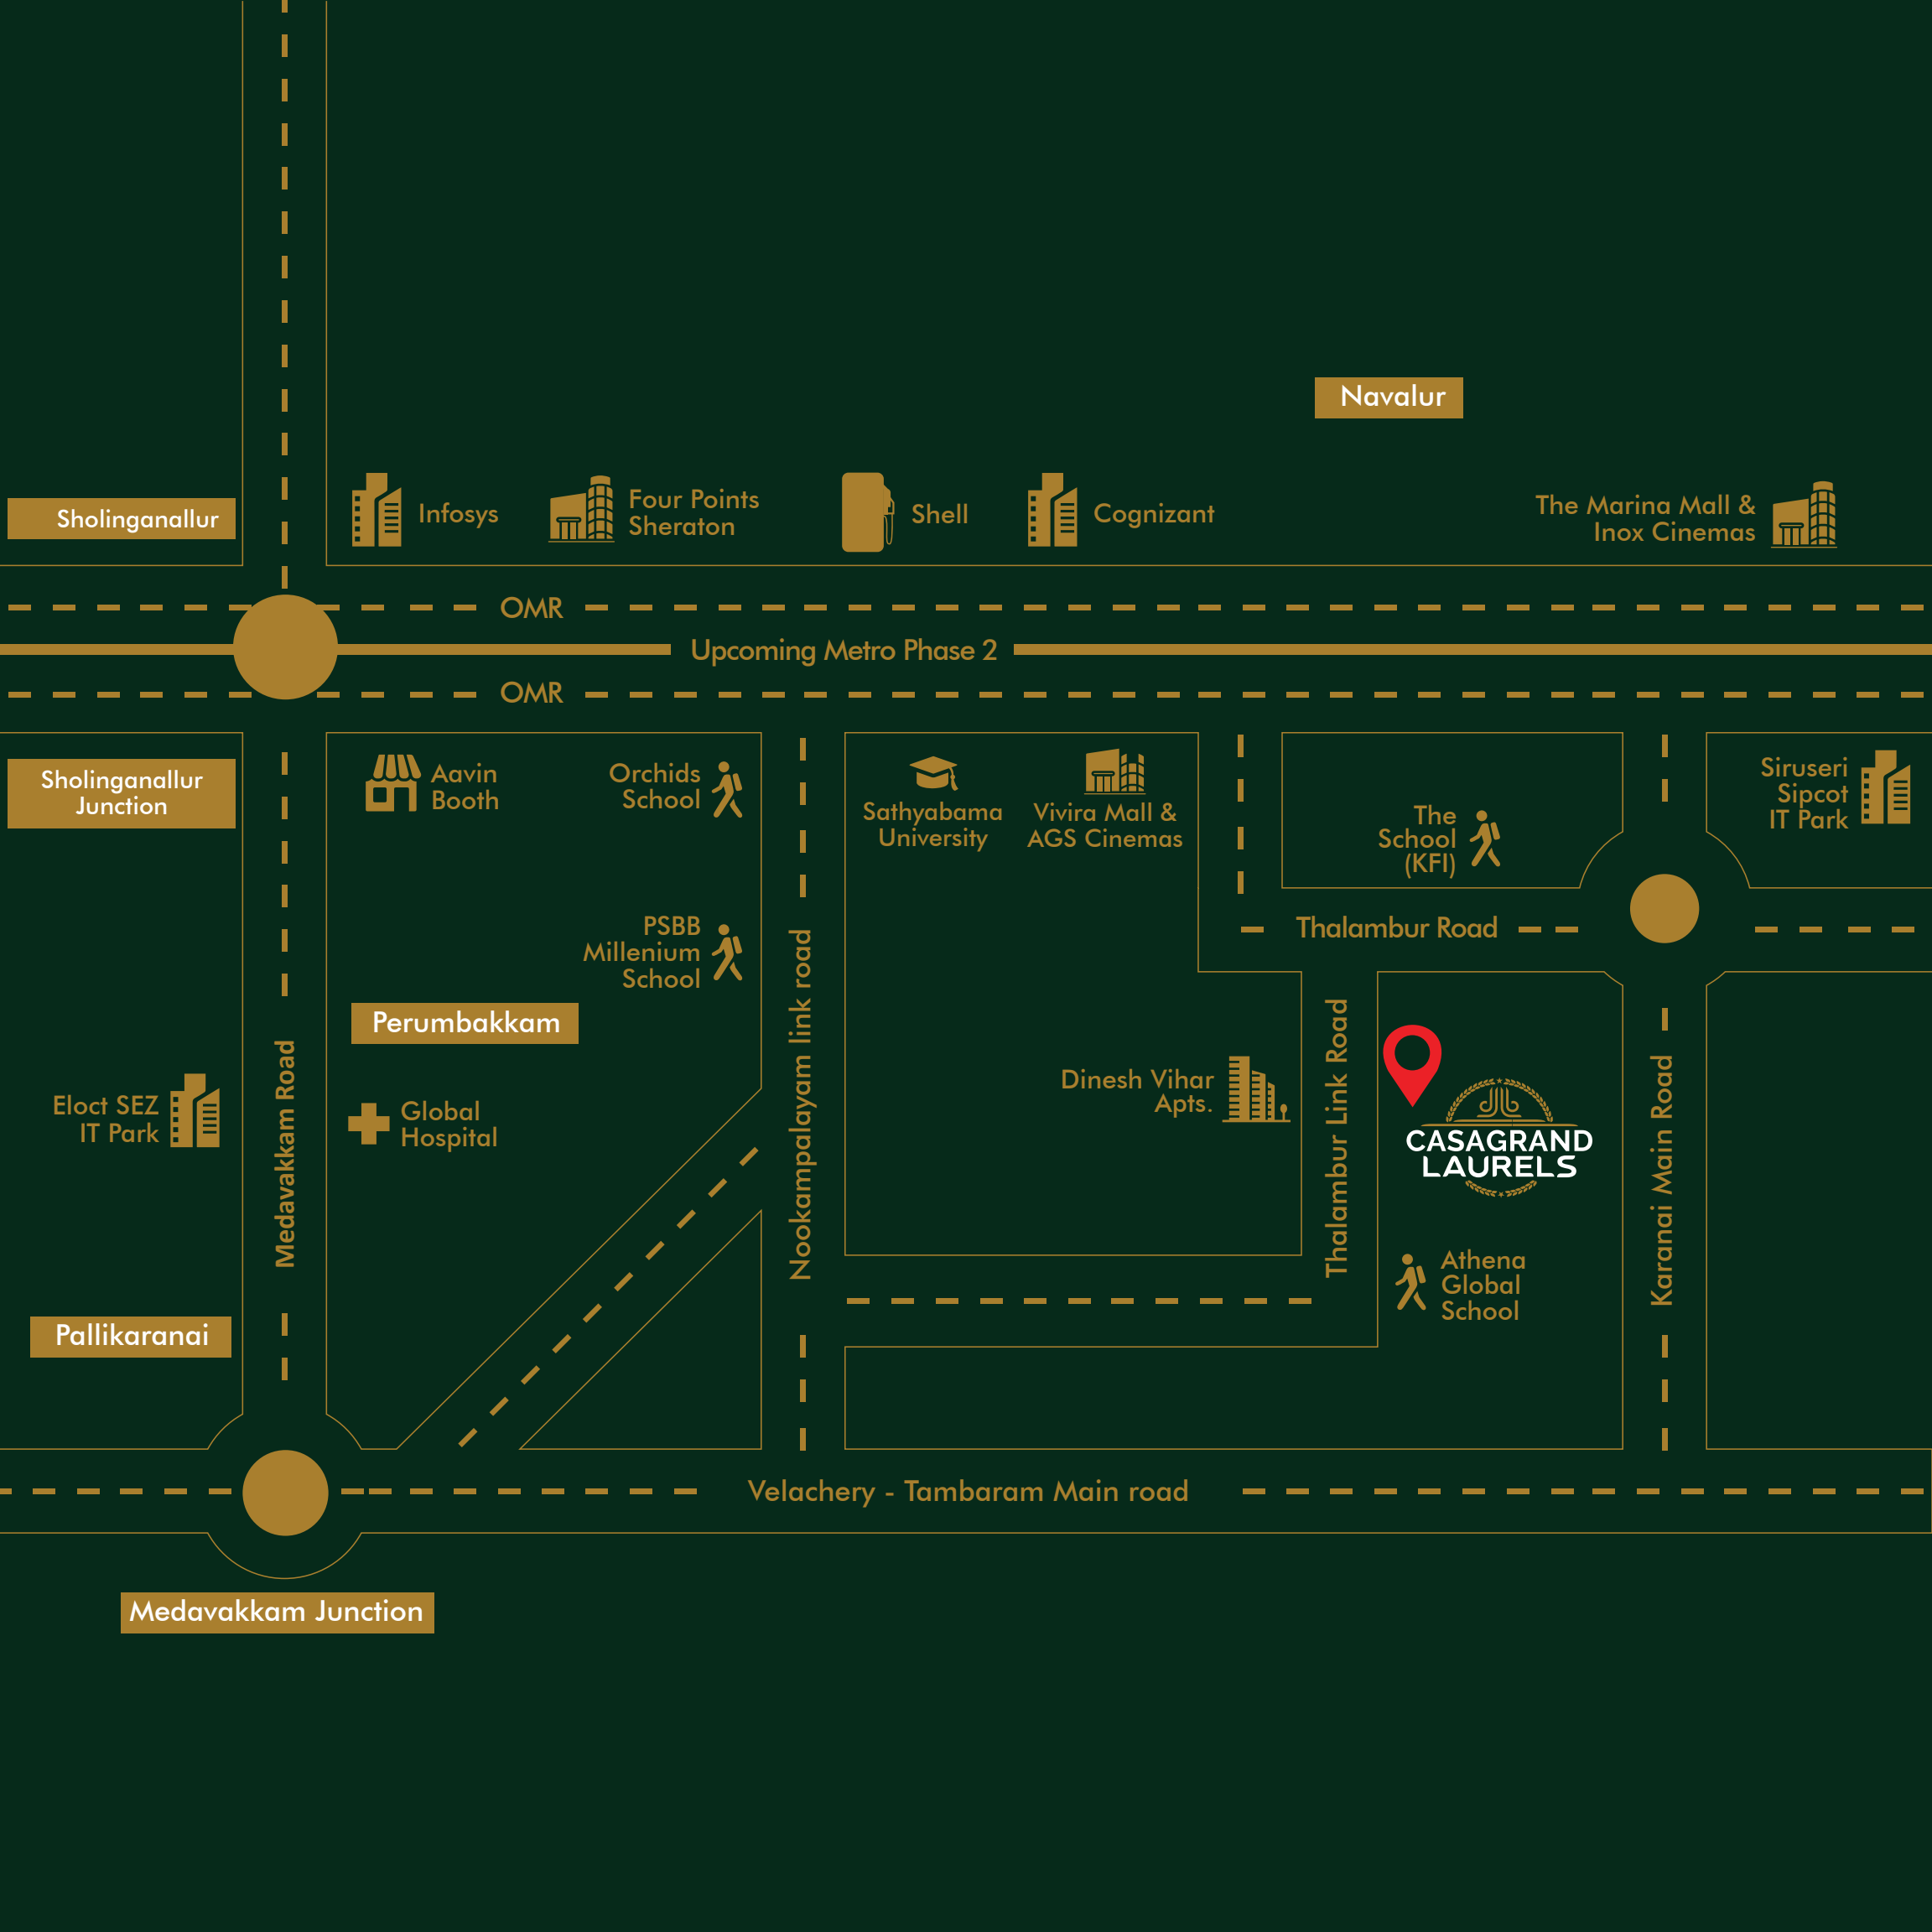 Navalur
Sholinganallur
Infosys
Four Points
Sheraton
Shell
Cognizant
The Marina Mall &
Inox Cinemas
OMR
Upcoming Metro Phase 2
OMR
Sholinganallur
Junction
Aavin
Booth
Orchids
School
Sathyabama
University
Vivira Mall &
AGS Cinemas
The
School
(KFI)
Siruseri
Sipcot
IT Park
PSBB
Millenium
School
Thalambur Road
Perumbakkam
Medavakkam Road
Nookampalayam link road
Thalambur Link Road
Karanai Main Road
Eloct SEZ
IT Park
Global
Hospital
Dinesh Vihar
Apts.
CASAGRAND
LAURELS
Athena
Global
School
Pallikaranai
Velachery - Tambaram Main road
Medavakkam Junction